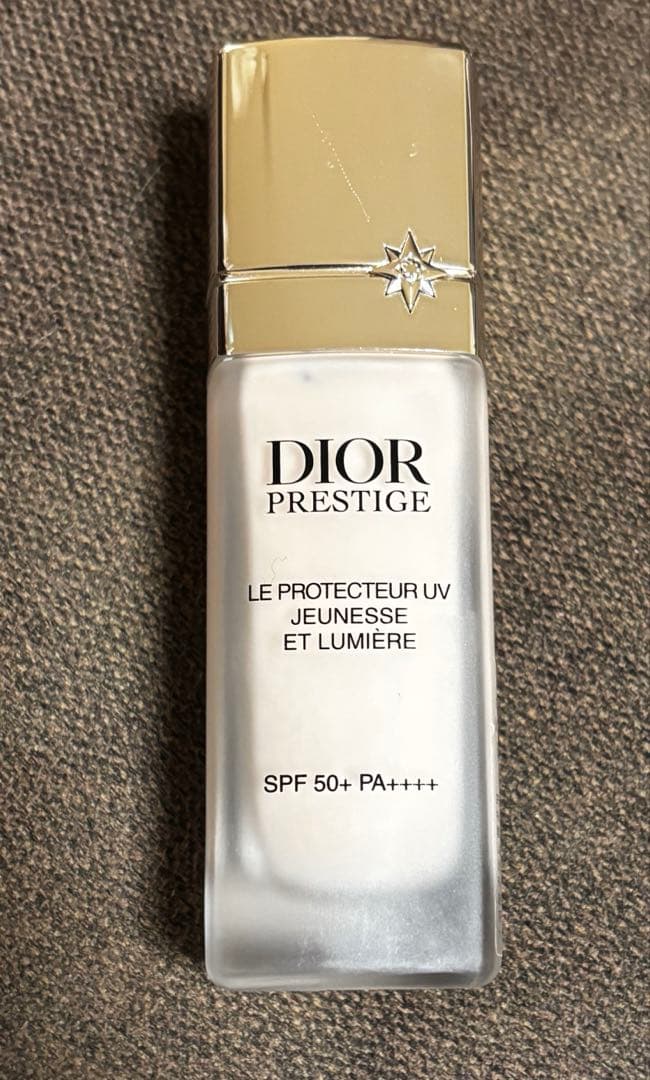 DIOR
PRESTIGE
LE PROTECTEUR UV
JEUNESSE
ET LUMIÈRE
SPF 50+ PA++++